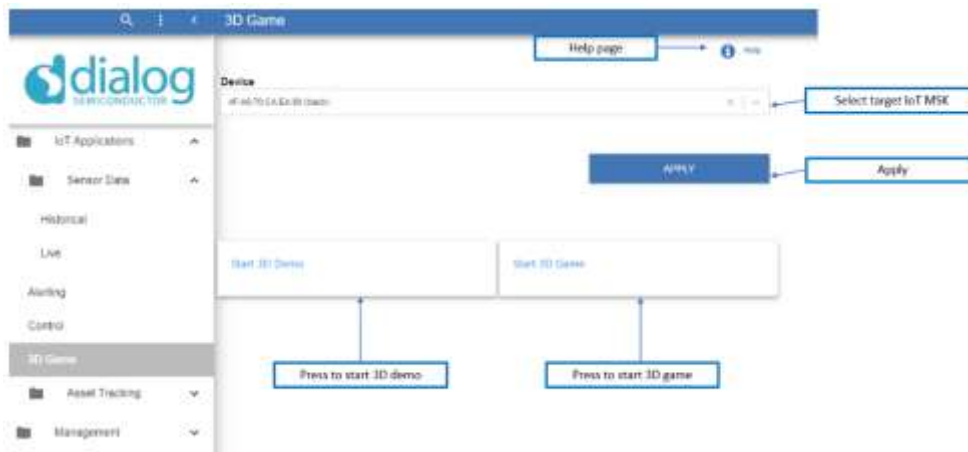 3D Game
Help page
Help
dialog
SEMICONDUCTOR
Device
Select target IoT MSK
IoT Applications
APPLY
Apply
Sensor Data
Historical
Live
Start 3D Demo
Start 3D Game
Alerting
Control
3D Game
Press to start 3D demo
Press to start 3D game
Asset Tracking
Management